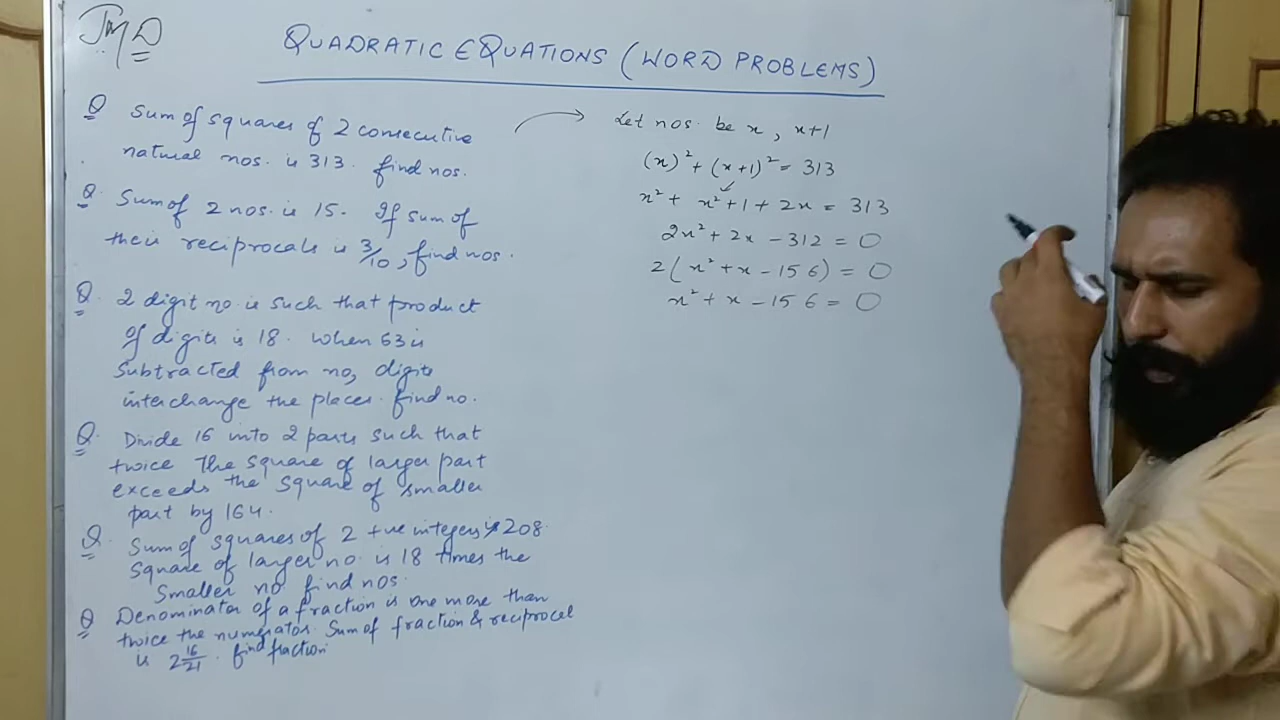 JMD
QUADRATIC EQUATIONS (WORD PROBLEMS)
Q Sum of squares of 2 consecutive
natural nos. is 313. find nos.
Q Sum of 2 nos. is 15. If sum of
their reciprocals is 3/10, find nos.
Q. 2 digit no. is such that product
of digits is 18. When 63 is
subtracted from no, digits
interchange the places. find no.
Q. Divide 16 into 2 parts such that
twice the square of larger part
exceeds the square of smaller
part by 164.
Q. Sum of squares of 2 +ve integers is 208.
Square of larger no. is 18 times the
smaller no find nos.
Q Denominator of a fraction is one more than
twice the numerator. Sum of fraction & reciprocal
is 2 16/21. find fraction
Let nos. be x, x+1
(x)² + (x+1)² = 313
x² + x²+1 + 2x = 313
2x² + 2x - 312 = 0
2(x² + x - 156) = 0
x² + x - 156 = 0